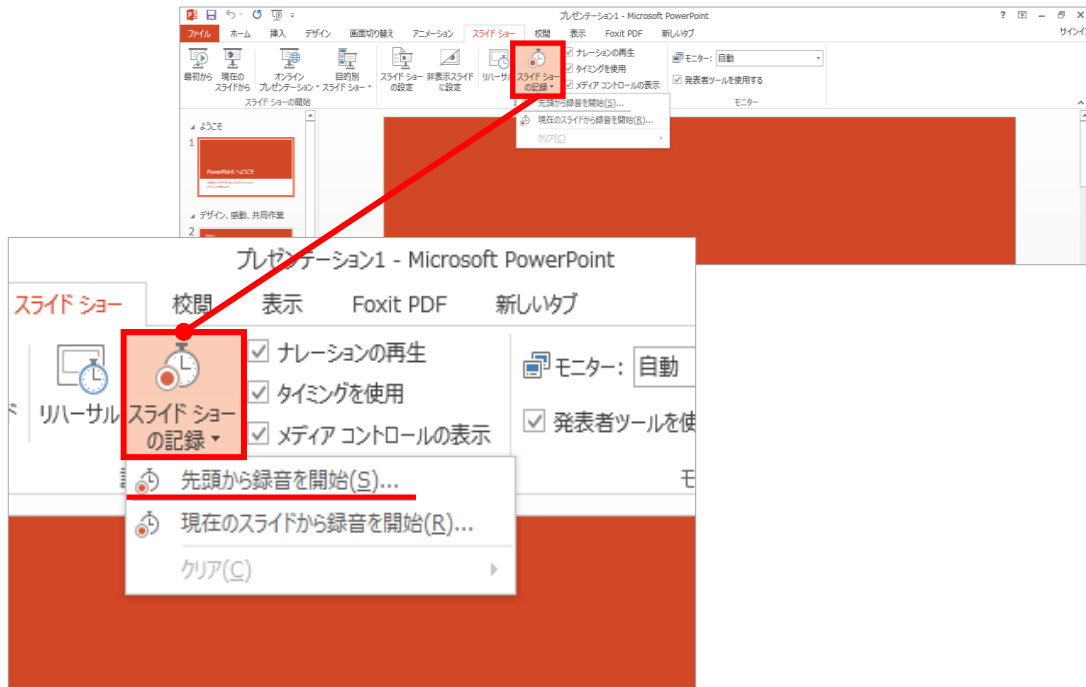 プレゼンテーション1 - Microsoft PowerPoint
ファイル ホーム 挿入 デザイン 画面切り替え アニメーション スライド ショー 校閲 表示 Foxit PDF 新しいタブ サインイ
最初から 現在の オンライン 目的別 スライド ショー 非表示スライド リハーサル スライド ショー
スライドから プレゼンテーション スライド ショー の設定 に設定 の記録
ナレーションの再生
タイミングを使用
メディア コントロールの表示
モニター: 自動
発表者ツールを使用する
スライド ショーの開始
モニター
先頭から録音を開始(S)...
現在のスライドから録音を開始(R)...
クリア(C)
ようこそ
1
PowerPoint へようこそ
デザイン、感動、共同作業
2
プレゼンテーション1 - Microsoft PowerPoint
スライド ショー 校閲 表示 Foxit PDF 新しいタブ
リハーサル
スライド ショー
の記録
ナレーションの再生
タイミングを使用
メディア コントロールの表示
モニター: 自動
発表者ツールを使
モ
先頭から録音を開始(S)...
現在のスライドから録音を開始(R)...
クリア(C)